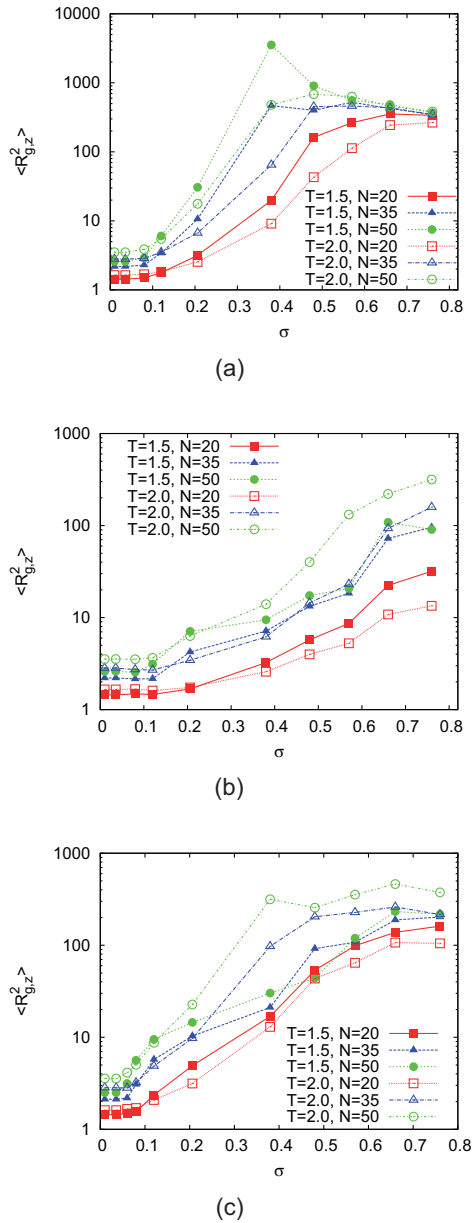 10000
1000
100
10
1
<R²g,z>
0 0.1 0.2 0.3 0.4 0.5 0.6 0.7 0.8
σ
T=1.5, N=20
T=1.5, N=35
T=1.5, N=50
T=2.0, N=20
T=2.0, N=35
T=2.0, N=50
(a)
1000
100
10
1
<R²g,z>
0 0.1 0.2 0.3 0.4 0.5 0.6 0.7 0.8
σ
T=1.5, N=20
T=1.5, N=35
T=1.5, N=50
T=2.0, N=20
T=2.0, N=35
T=2.0, N=50
(b)
1000
100
10
1
<R²g,z>
0 0.1 0.2 0.3 0.4 0.5 0.6 0.7 0.8
σ
T=1.5, N=20
T=1.5, N=35
T=1.5, N=50
T=2.0, N=20
T=2.0, N=35
T=2.0, N=50
(c)